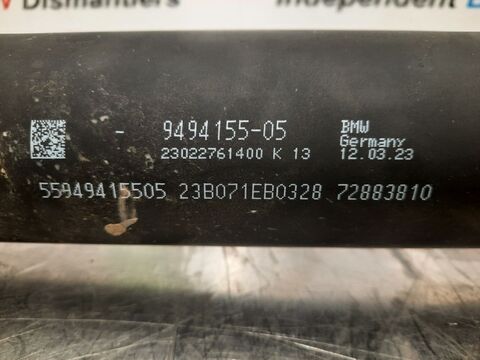 Dismantlers
Independent
- 9494155-05 BMW
Germany
23022761400 K 13 12.03.23
55949415505 23B071EB0328 72883810